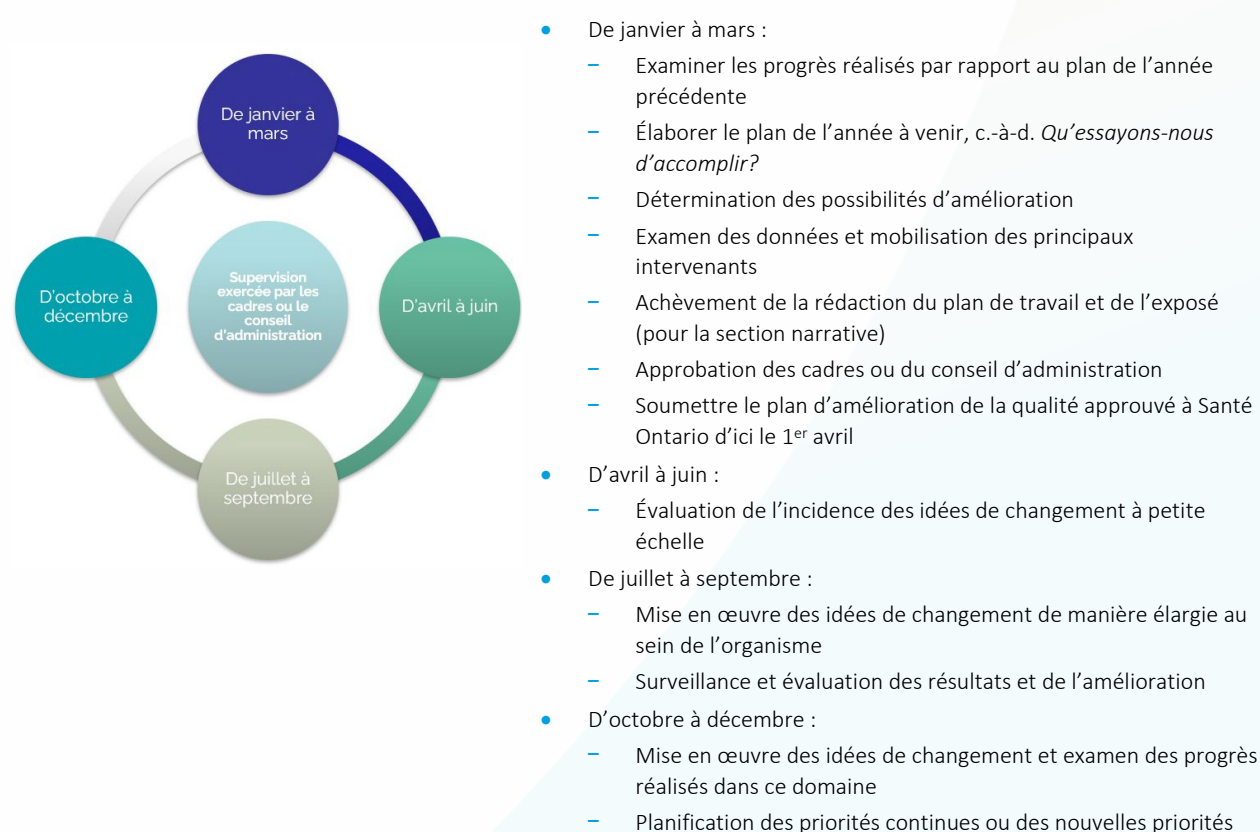 De janvier à
mars
D'octobre à
décembre
Supervision
exercée par les
cadres ou le
conseil
d'administration
D'avril à juin
De juillet à
septembre
• De janvier à mars :
– Examiner les progrès réalisés par rapport au plan de l’année
précédente
– Élaborer le plan de l’année à venir, c.-à-d. Qu’essayons-nous
d’accomplir?
– Détermination des possibilités d’amélioration
– Examen des données et mobilisation des principaux
intervenants
– Achèvement de la rédaction du plan de travail et de l’exposé
(pour la section narrative)
– Approbation des cadres ou du conseil d’administration
– Soumettre le plan d’amélioration de la qualité approuvé à Santé
Ontario d’ici le 1er avril
• D’avril à juin :
– Évaluation de l’incidence des idées de changement à petite
échelle
• De juillet à septembre :
– Mise en œuvre des idées de changement de manière élargie au
sein de l’organisme
– Surveillance et évaluation des résultats et de l’amélioration
• D’octobre à décembre :
– Mise en œuvre des idées de changement et examen des progrès
réalisés dans ce domaine
– Planification des priorités continues ou des nouvelles priorités